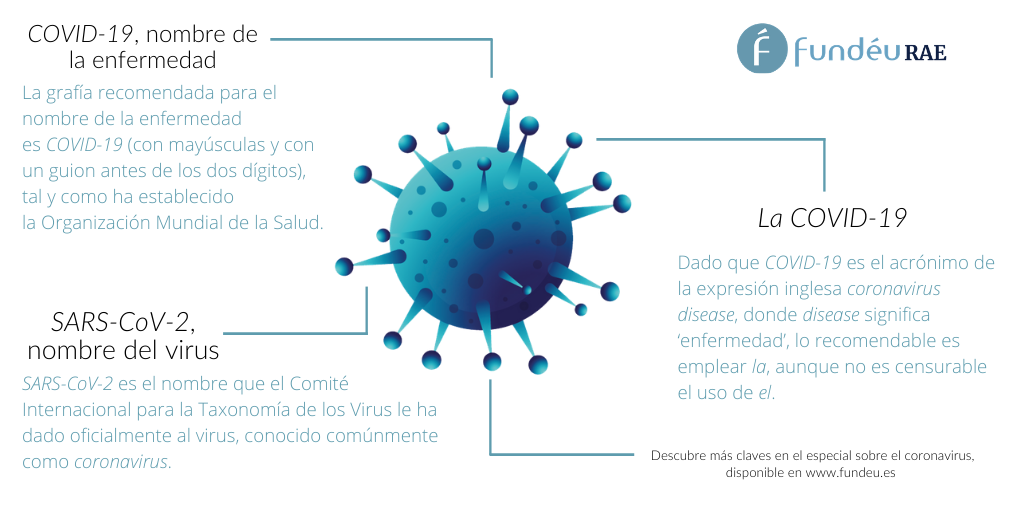 COVID-19, nombre de
la enfermedad
La grafía recomendada para el
nombre de la enfermedad
es COVID-19 (con mayúsculas y con
un guion antes de los dos dígitos),
tal y como ha establecido
la Organización Mundial de la Salud.
SARS-CoV-2,
nombre del virus
SARS-CoV-2 es el nombre que el Comité
Internacional para la Taxonomía de los Virus le ha
dado oficialmente al virus, conocido comúnmente
como coronavirus.
É fundéu RAE
La COVID-19
Dado que COVID-19 es el acrónimo de
la expresión inglesa coronavirus
disease, donde disease significa
‘enfermedad’, lo recomendable es
emplear la, aunque no es censurable
el uso de el.
Descubre más claves en el especial sobre el coronavirus,
disponible en www.fundeu.es